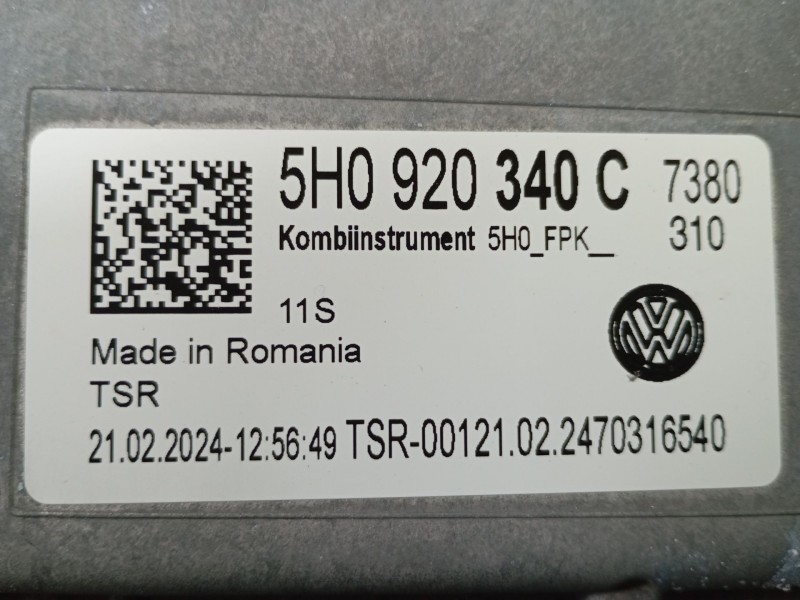 5H0 920 340 C 7380
Kombiinstrument 5H0_FPK__ 310
11S
Made in Romania
TSR
21.02.2024-12:56:49 TSR-00121.02.2470316540